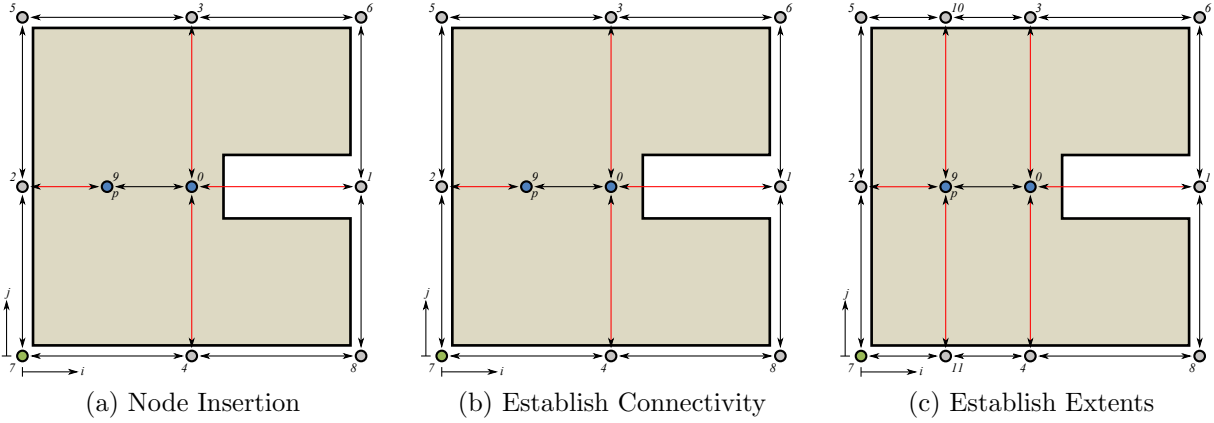 5 3 6 5 3 6 5 10 3 6
2 9 0 1 2 9 0 1 2 9 0 1
p p p
j j j
7 4 8 7 4 8 7 11 4 8
i i i
(a) Node Insertion
(b) Establish Connectivity
(c) Establish Extents